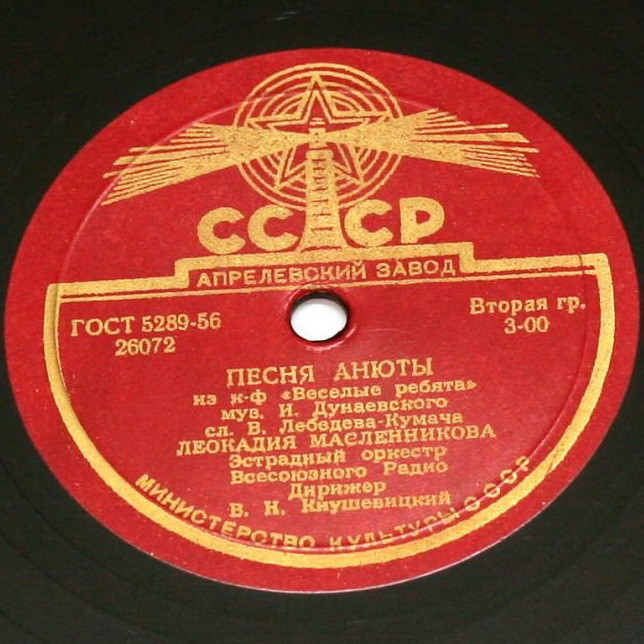 СССР
АПРЕЛЕВСКИЙ ЗАВОД
ГОСТ 5289-56
26072
Вторая гр.
3-00
ПЕСНЯ АНЮТЫ
из к-ф «Веселые ребята»
муз. И. Дунаевского
сл. В. Лебедева-Кумача
ЛЕОКАДИЯ МАСЛЕННИКОВА
Эстрадный оркестр
Всесоюзного Радио
Дирижер
В. Н. Кнушевицкий
МИНИСТЕРСТВО КУЛЬТУРЫ СССР